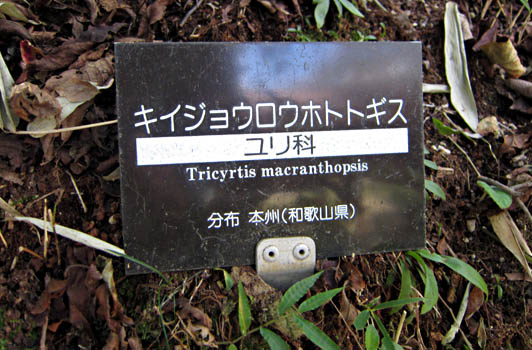 キイジョウロウホトトギス
ユリ科
Tricyrtis macranthopsis
分布 本州(和歌山県)